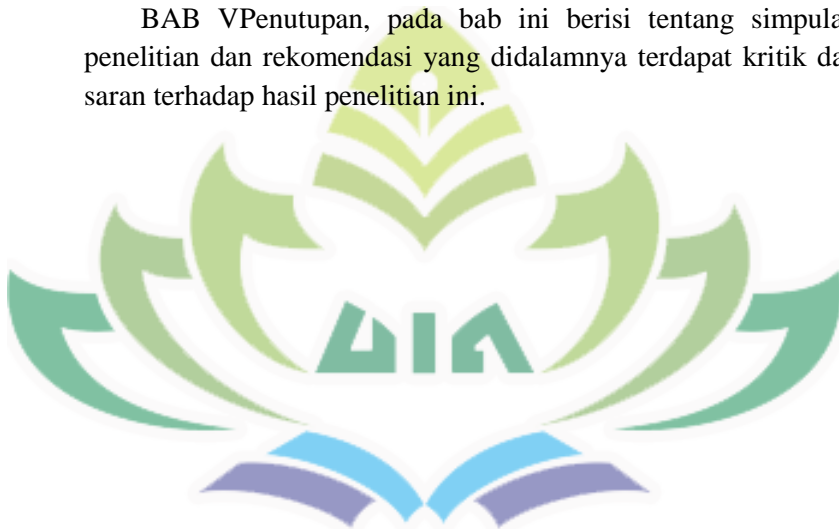 BAB VPenutupan, pada bab ini berisi tentang simpula
penelitian dan rekomendasi yang didalamnya terdapat kritik da
saran terhadap hasil penelitian ini.
UIN